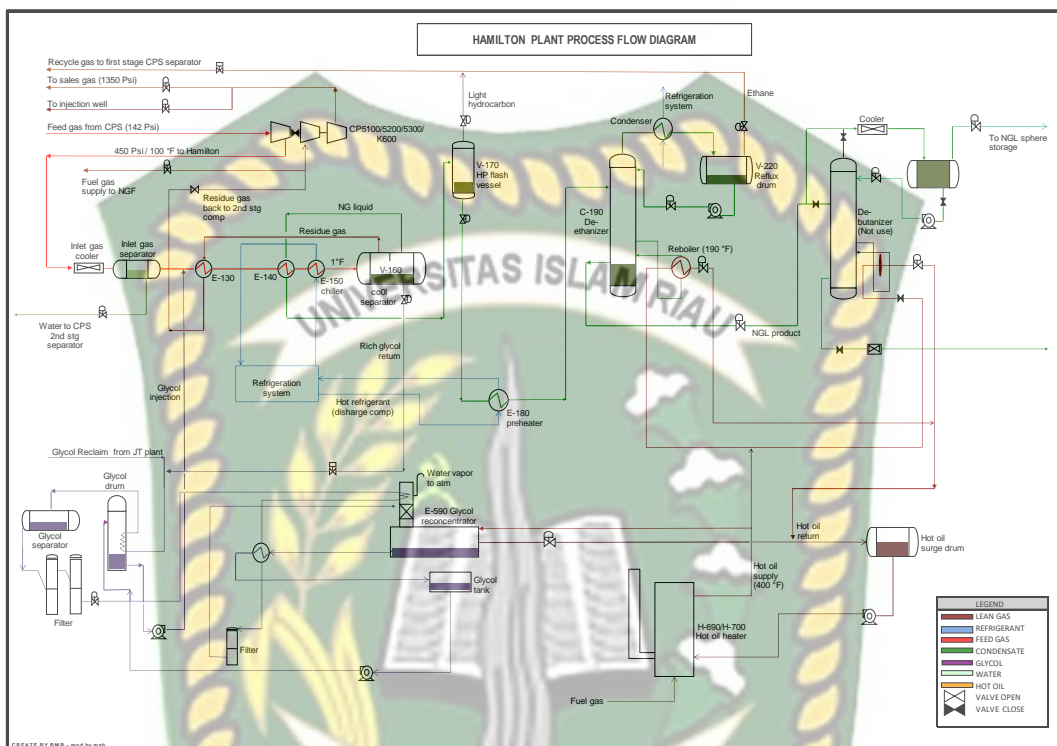 HAMILTON PLANT PROCESS FLOW DIAGRAM
Recycle gas to first stage CPS separator
To sales gas (1350 Psi)
To injection well
Feed gas from CPS (142 Psi)
CP5100/5200/5300/
K600
450 Psi / 100 °F to Hamilton
Fuel gas
supply to NGF
Residue gas
back to 2nd stg
comp
Light
hydrocarbon
V-170
HP flash
vessel
Refrigeration
system
Condenser
Ethane
V-220
Reflux
drum
Cooler
To NGL sphere
storage
C-190
De-
ethanizer
Reboiler (190 °F)
De-
butanizer
(Not use)
NG liquid
Residue gas
Inlet gas
cooler
Inlet gas
separator
E-130
E-140
1°F
E-150
chiller
V-160
cool
separator
UNIVERSITAS ISLAM RIAU
Water to CPS
2nd stg
separator
NGL product
Rich glycol
return
Glycol
injection
Refrigeration
system
Hot refrigerant
(disharge comp)
E-180
preheater
Glycol Reclaim from JT plant
Glycol
drum
Water vapor
to atm
Glycol
separator
E-590 Glycol
reconcentrator
Hot oil
return
Hot oil
surge drum
Glycol
tank
Hot oil
supply
(400 °F)
Filter
Filter
H-690/H-700
Hot oil heater
Fuel gas
LEGEND
LEAN GAS
REFRIGERANT
FEED GAS
CONDENSATE
GLYCOL
WATER
HOT OIL
VALVE OPEN
VALVE CLOSE